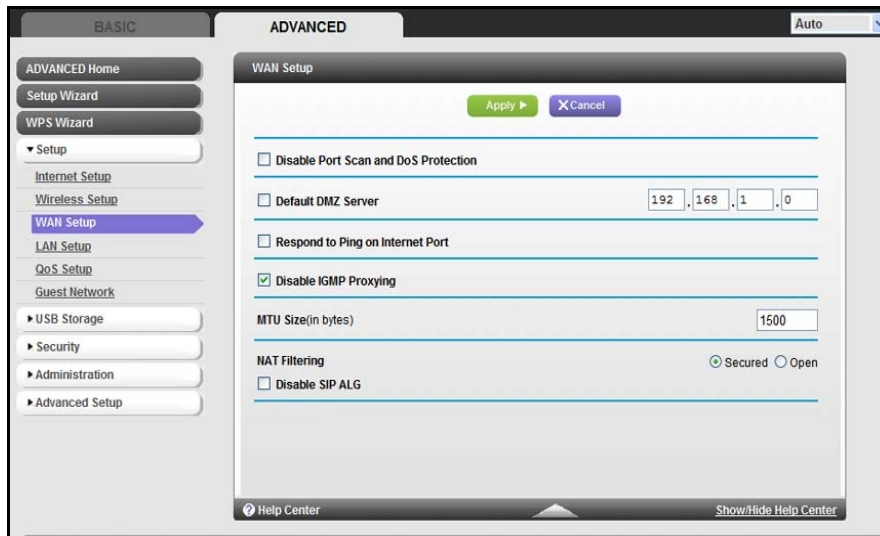 BASIC
ADVANCED
Auto
ADVANCED Home
Setup Wizard
WPS Wizard
Setup
Internet Setup
Wireless Setup
WAN Setup
LAN Setup
QoS Setup
Guest Network
USB Storage
Security
Administration
Advanced Setup
WAN Setup
Apply
Cancel
Disable Port Scan and DoS Protection
Default DMZ Server 192 . 168 . 1 . 0
Respond to Ping on Internet Port
Disable IGMP Proxying
MTU Size(in bytes) 1500
NAT Filtering Secured Open
Disable SIP ALG
Help Center Show/Hide Help Center